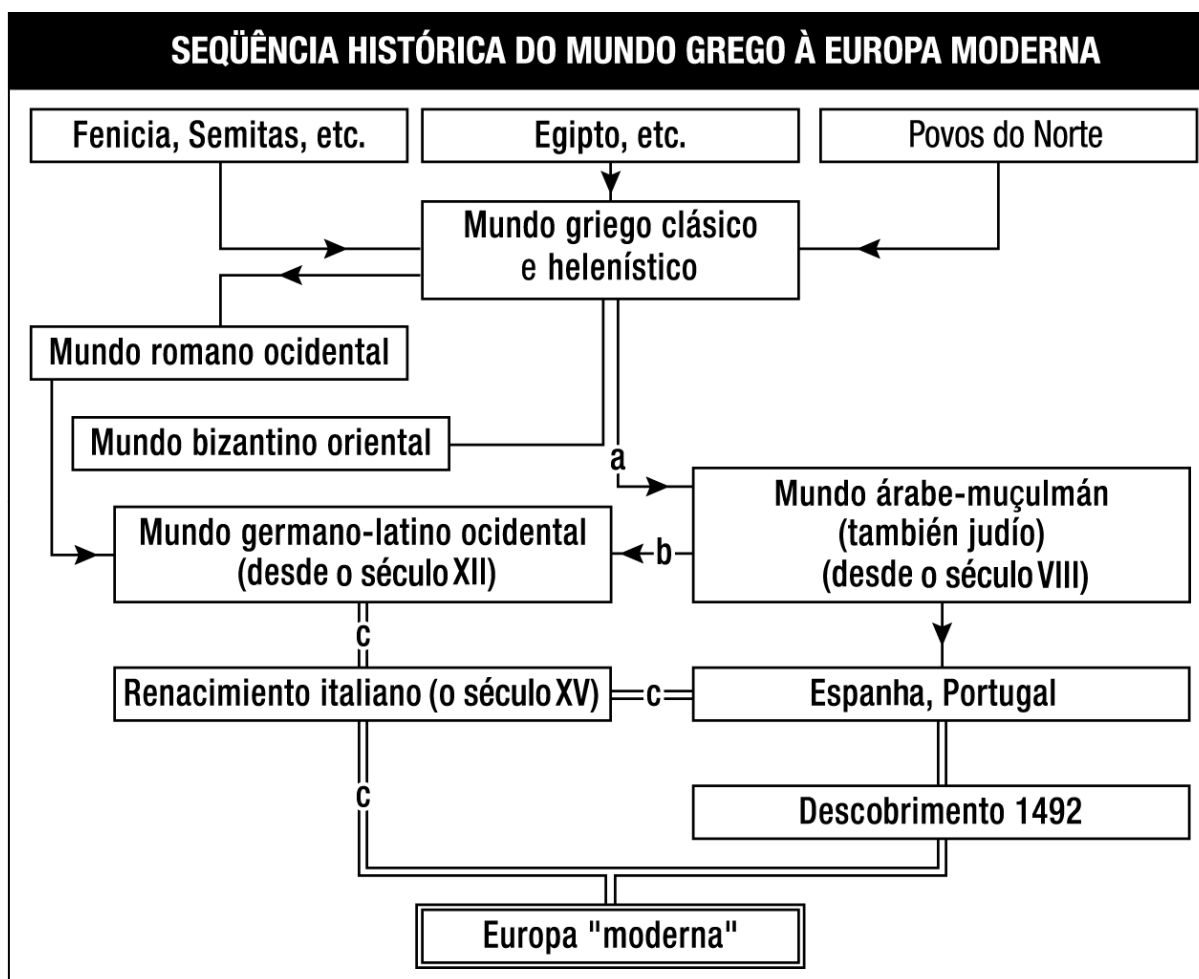 SEQÜÊNCIA HISTÓRICA DO MUNDO GREGO À EUROPA MODERNA
Fenicia, Semitas, etc.
Egipto, etc.
Povos do Norte
Mundo griego clásico
e helenístico
Mundo romano ocidental
Mundo bizantino oriental
a
Mundo árabe-muçulmán
(también judío)
(desde o século VIII)
Mundo germano-latino ocidental
(desde o século XII)
b
c
Renacimiento italiano (o século XV)
c
Espanha, Portugal
c
Descobrimento 1492
Europa "moderna"